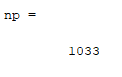 np =
1033